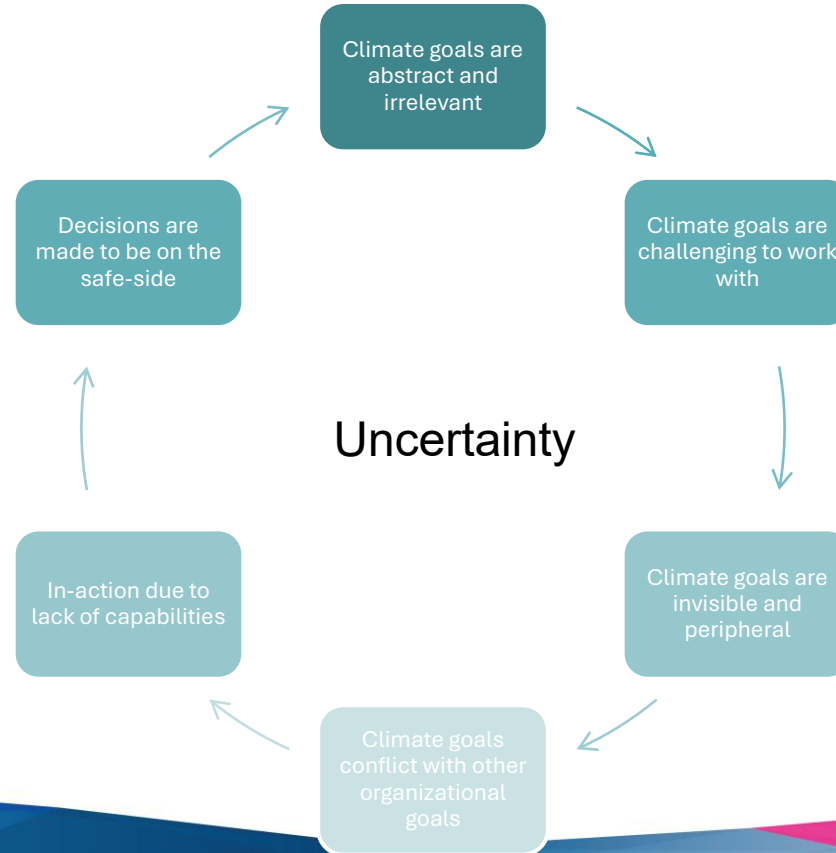 Climate goals are
abstract and
irrelevant
Climate goals are
challenging to work
with
Climate goals are
invisible and
peripheral
Climate goals
conflict with other
organizational
goals
In-action due to
lack of capabilities
Decisions are
made to be on the
safe-side
Uncertainty